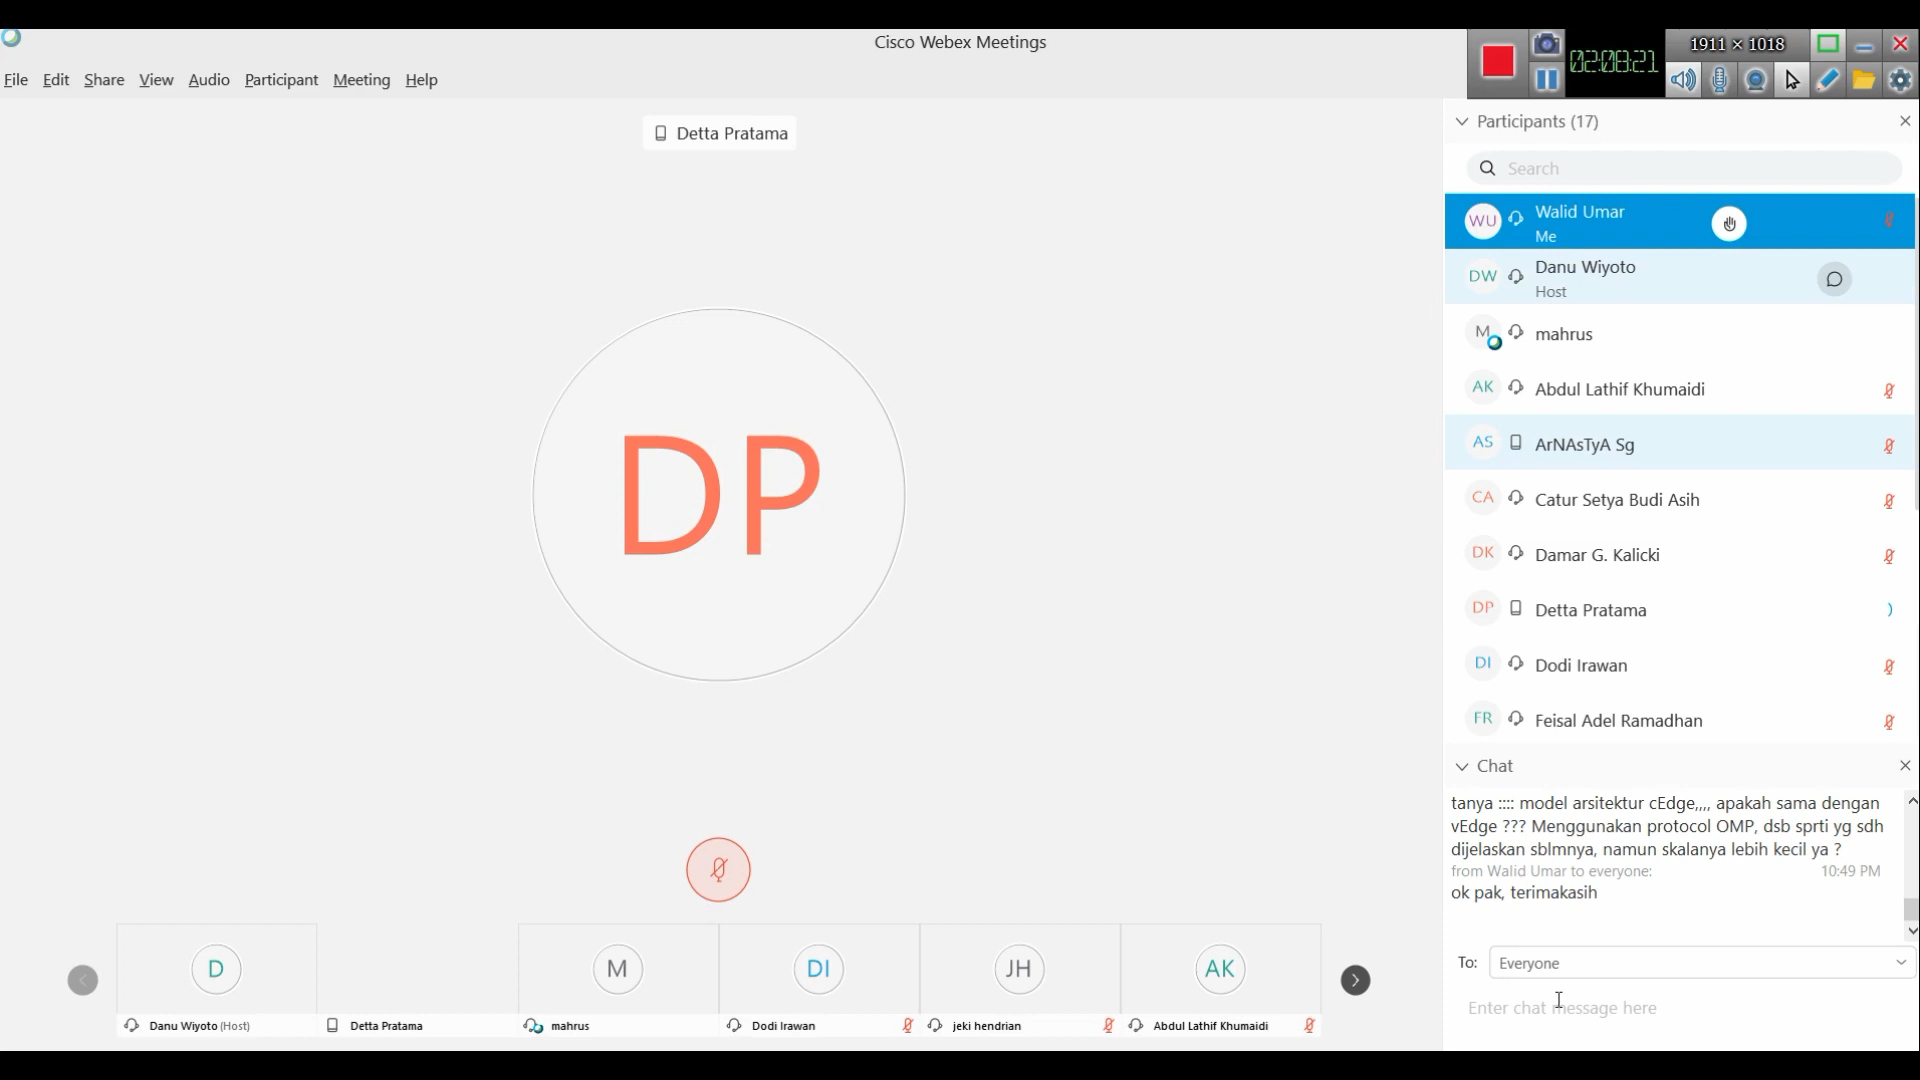 Cisco Webex Meetings
1911 × 1018
02:08:21
File Edit Share View Audio Participant Meeting Help
Detta Pratama
Participants (17)
Search
WU Walid Umar
Me
DW Danu Wiyoto
Host
M mahrus
AK Abdul Lathif Khumaidi
AS ArNAsTyA Sg
CA Catur Setya Budi Asih
DK Damar G. Kalicki
DP Detta Pratama
DI Dodi Irawan
FR Feisal Adel Ramadhan
DP
Chat
tanya :::: model arsitektur cEdge,,,, apakah sama dengan
vEdge ??? Menggunakan protocol OMP, dsb sprti yg sdh
dijelaskan sblmnya, namun skalanya lebih kecil ya ?
from Walid Umar to everyone: 10:49 PM
ok pak, terimakasih
To: Everyone
Enter chat message here
D M DI JH AK
Danu Wiyoto (Host) Detta Pratama mahrus Dodi Irawan jeki hendrian Abdul Lathif Khumaidi